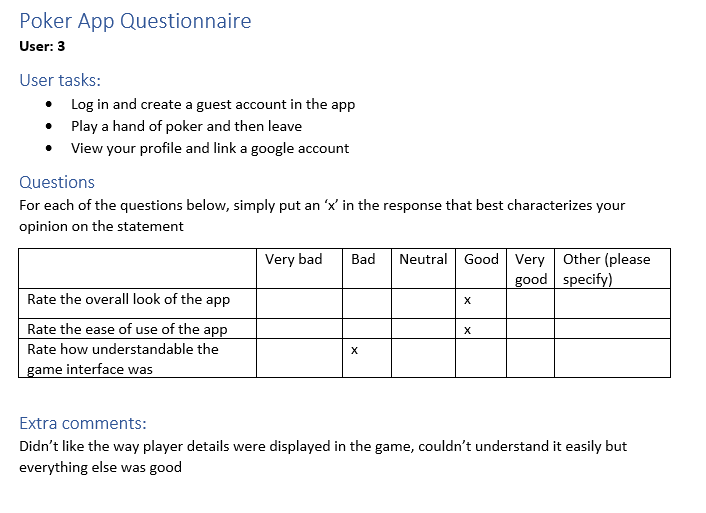 Poker App Questionnaire
User: 3
User tasks:
• Log in and create a guest account in the app
• Play a hand of poker and then leave
• View your profile and link a google account
Questions
For each of the questions below, simply put an ‘x’ in the response that best characterizes your
opinion on the statement
Very bad Bad Neutral Good Very good Other (please specify)
Rate the overall look of the app x
Rate the ease of use of the app x
Rate how understandable the
game interface was x
Extra comments:
Didn’t like the way player details were displayed in the game, couldn’t understand it easily but
everything else was good